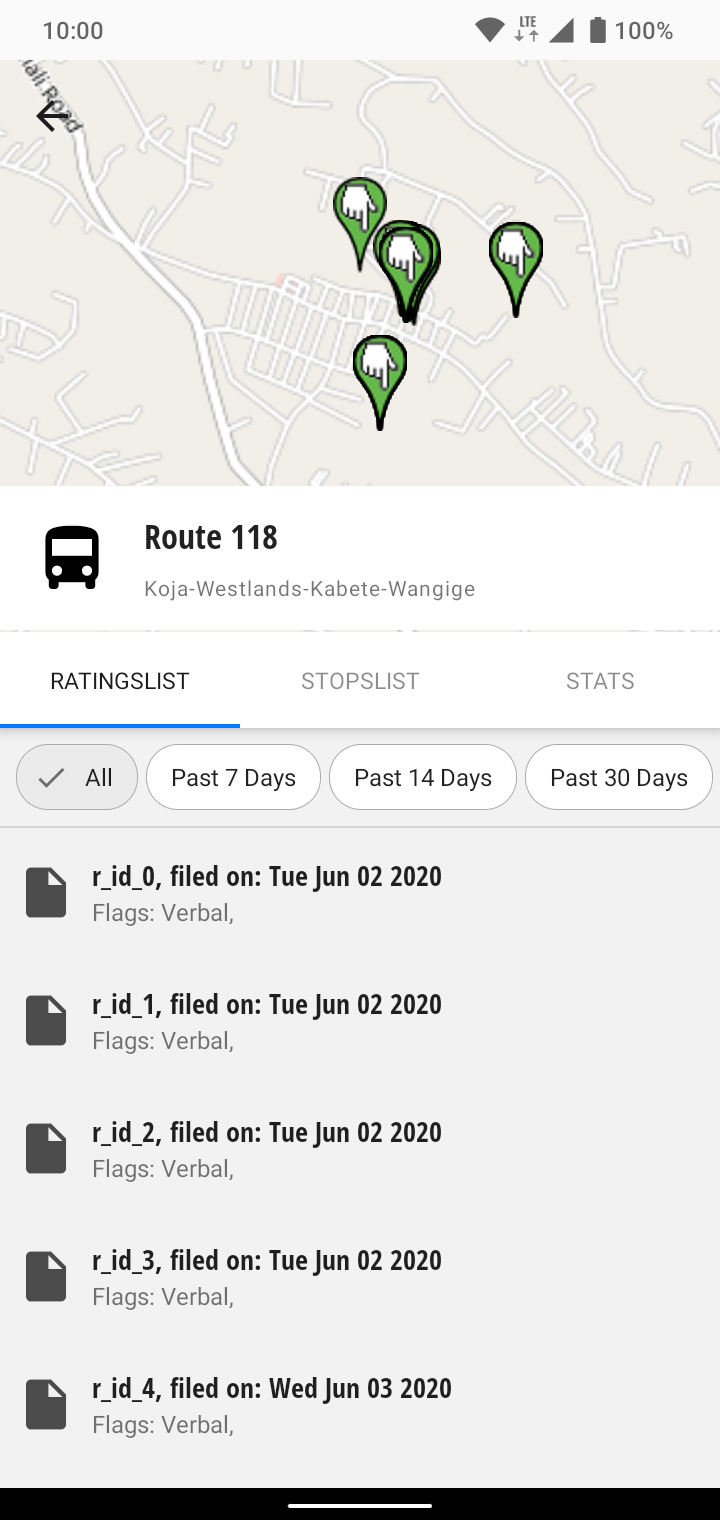 10:00
LTE
100%
ali Road
Route 118
Koja-Westlands-Kabete-Wangige
RATINGSLIST
STOPSLIST
STATS
All
Past 7 Days
Past 14 Days
Past 30 Days
r_id_0, filed on: Tue Jun 02 2020
Flags: Verbal,
r_id_1, filed on: Tue Jun 02 2020
Flags: Verbal,
r_id_2, filed on: Tue Jun 02 2020
Flags: Verbal,
r_id_3, filed on: Tue Jun 02 2020
Flags: Verbal,
r_id_4, filed on: Wed Jun 03 2020
Flags: Verbal,